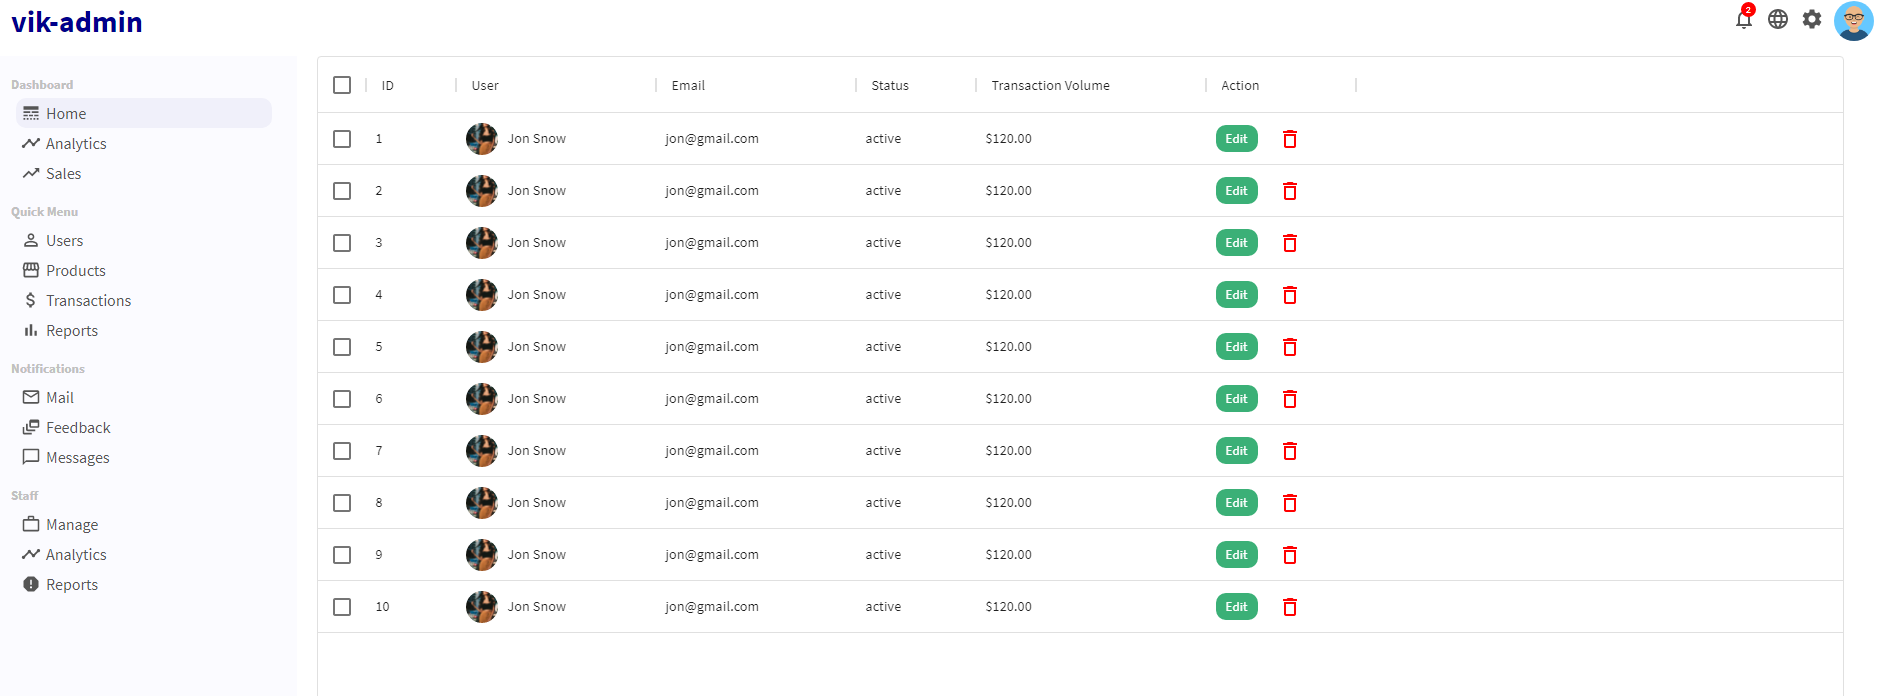 vik-admin
2
Dashboard
Home
Analytics
Sales
Quick Menu
Users
Products
Transactions
Reports
Notifications
Mail
Feedback
Messages
Staff
Manage
Analytics
Reports
ID User Email Status Transaction Volume Action
1 Jon Snow jon@gmail.com active $120.00 Edit
2 Jon Snow jon@gmail.com active $120.00 Edit
3 Jon Snow jon@gmail.com active $120.00 Edit
4 Jon Snow jon@gmail.com active $120.00 Edit
5 Jon Snow jon@gmail.com active $120.00 Edit
6 Jon Snow jon@gmail.com active $120.00 Edit
7 Jon Snow jon@gmail.com active $120.00 Edit
8 Jon Snow jon@gmail.com active $120.00 Edit
9 Jon Snow jon@gmail.com active $120.00 Edit
10 Jon Snow jon@gmail.com active $120.00 Edit